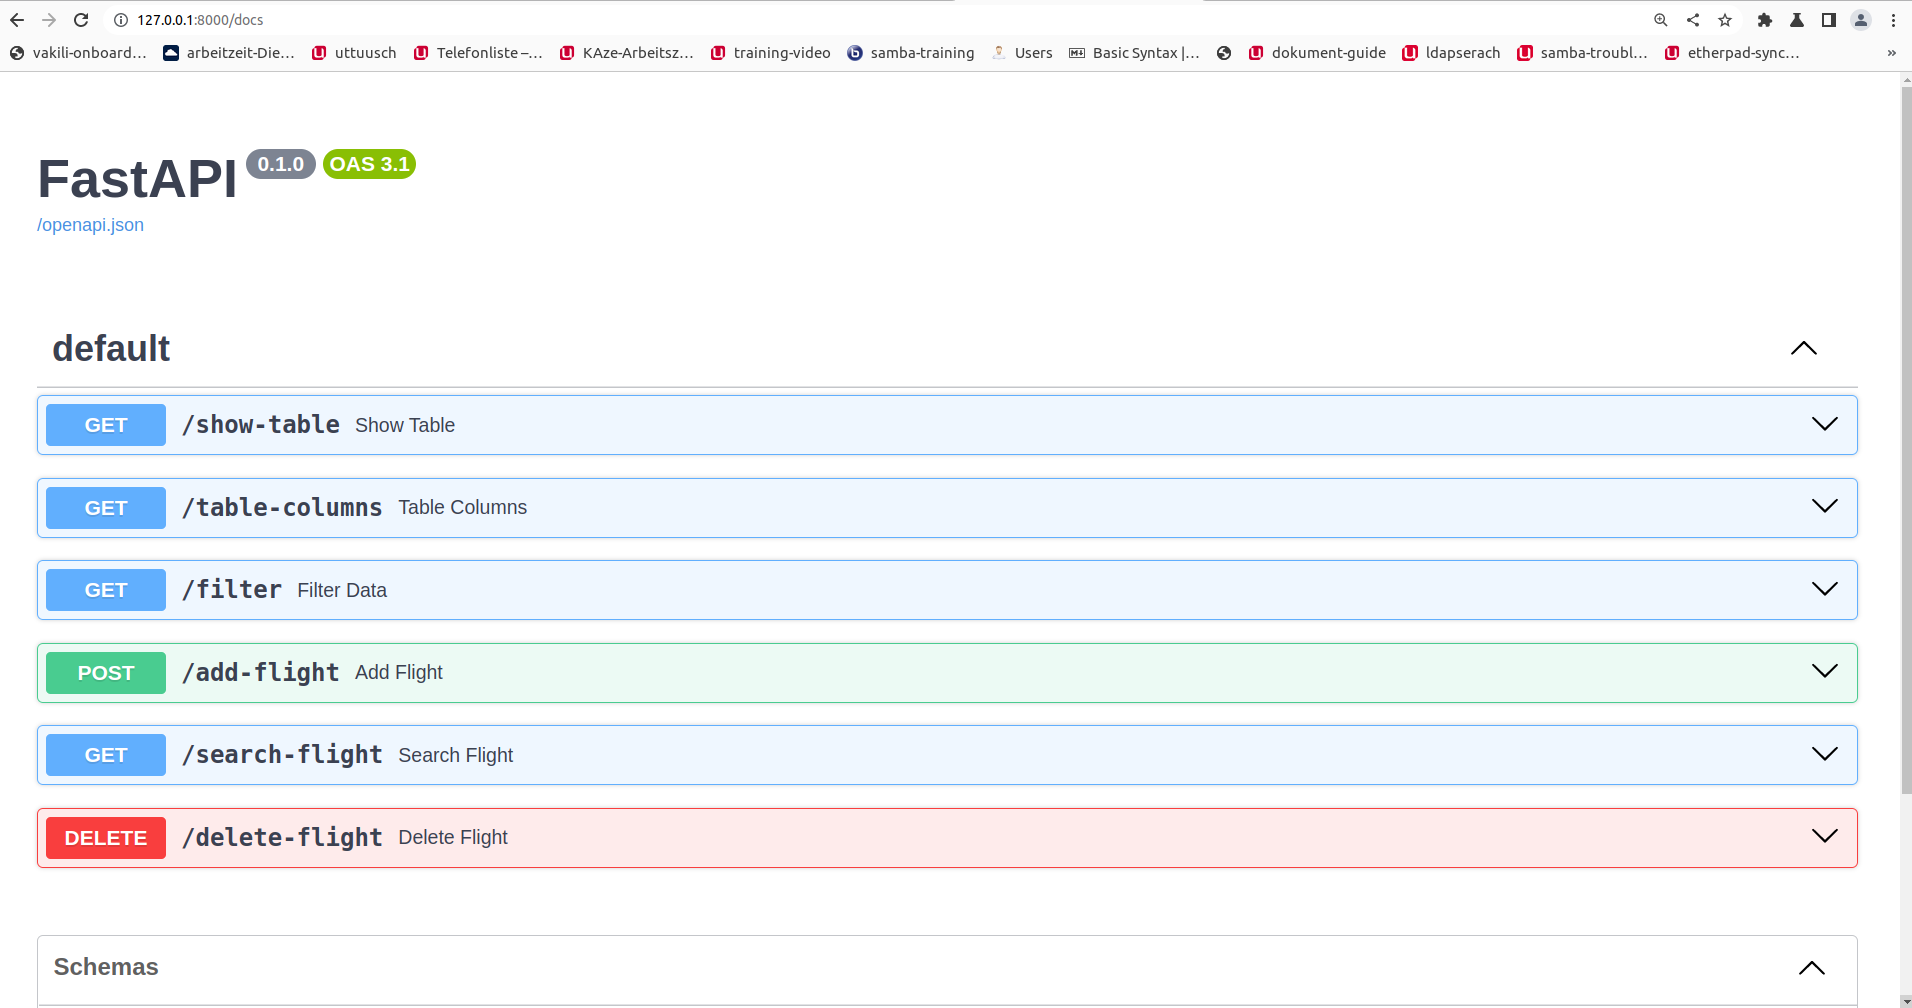 127.0.0.1:8000/docs
vakili-onboard... arbeitzeit-Die... uttuusch Telefonliste –... KAze-Arbeitsz... training-video samba-training Users Basic Syntax |... dokument-guide ldapserach samba-troubl... etherpad-sync... »
FastAPI 0.1.0 OAS 3.1
/openapi.json
default
GET /show-table Show Table
GET /table-columns Table Columns
GET /filter Filter Data
POST /add-flight Add Flight
GET /search-flight Search Flight
DELETE /delete-flight Delete Flight
Schemas